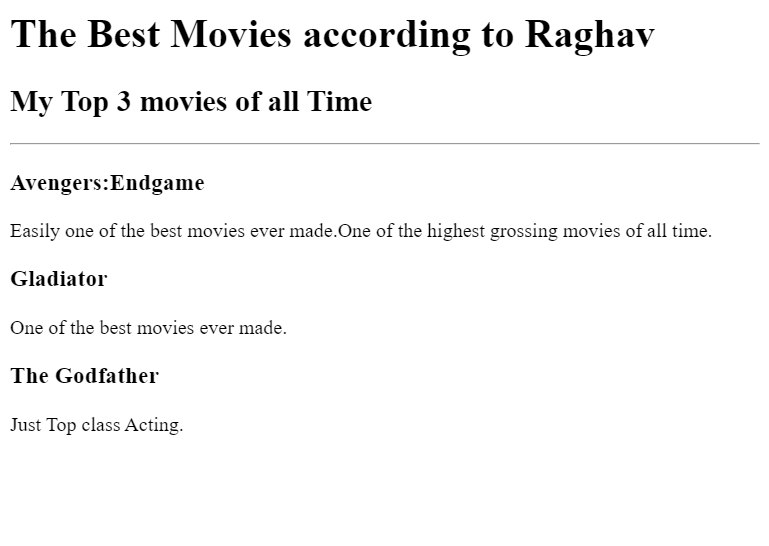 The Best Movies according to Raghav
My Top 3 movies of all Time
Avengers:Endgame
Easily one of the best movies ever made.One of the highest grossing movies of all time.
Gladiator
One of the best movies ever made.
The Godfather
Just Top class Acting.